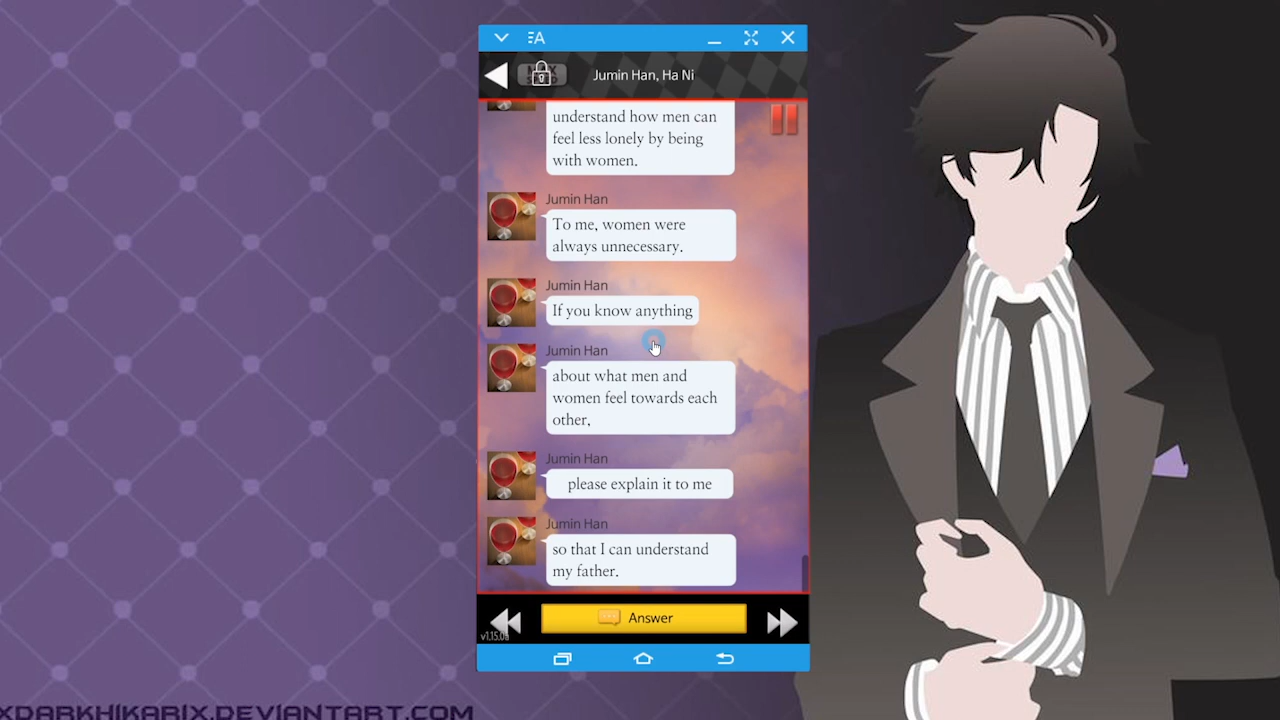 Jumin Han, Ha Ni
understand how men can
feel less lonely by being
with women.
Jumin Han
To me, women were
always unnecessary.
Jumin Han
If you know anything
Jumin Han
about what men and
women feel towards each
other,
Jumin Han
please explain it to me
Jumin Han
so that I can understand
my father.
Answer
XDARKHIKARIX.DEVIANTART.COM